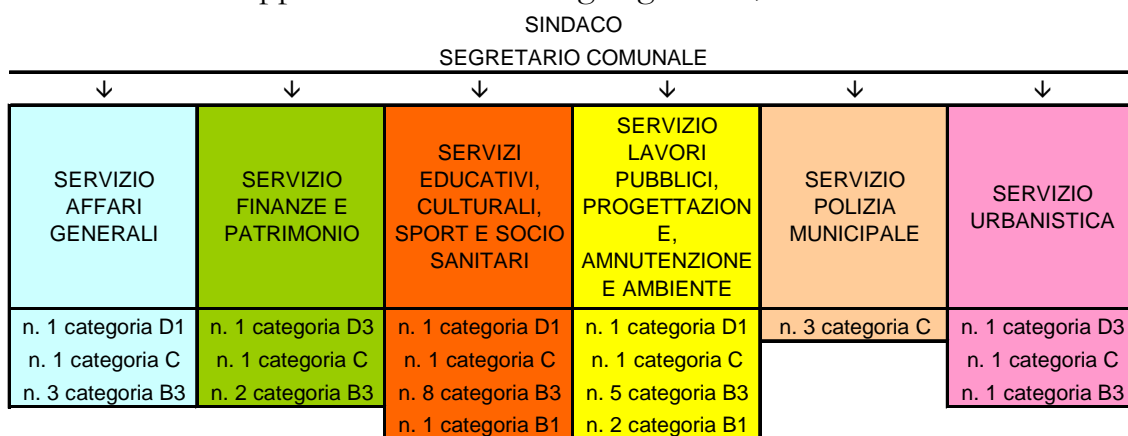 SINDACO
SEGRETARIO COMUNALE
SERVIZIO
AFFARI
GENERALI
SERVIZIO
FINANZE E
PATRIMONIO
SERVIZI
EDUCATIVI,
CULTURALI,
SPORT E SOCIO
SANITARI
SERVIZIO
LAVORI
PUBBLICI,
PROGETTAZION
E,
AMNUTENZIONE
E AMBIENTE
SERVIZIO
POLIZIA
MUNICIPALE
SERVIZIO
URBANISTICA
n. 1 categoria D1
n. 1 categoria C
n. 3 categoria B3
n. 1 categoria D3
n. 1 categoria C
n. 2 categoria B3
n. 1 categoria D1
n. 1 categoria C
n. 8 categoria B3
n. 1 categoria B1
n. 1 categoria D1
n. 1 categoria C
n. 5 categoria B3
n. 2 categoria B1
n. 3 categoria C
n. 1 categoria D3
n. 1 categoria C
n. 1 categoria B3